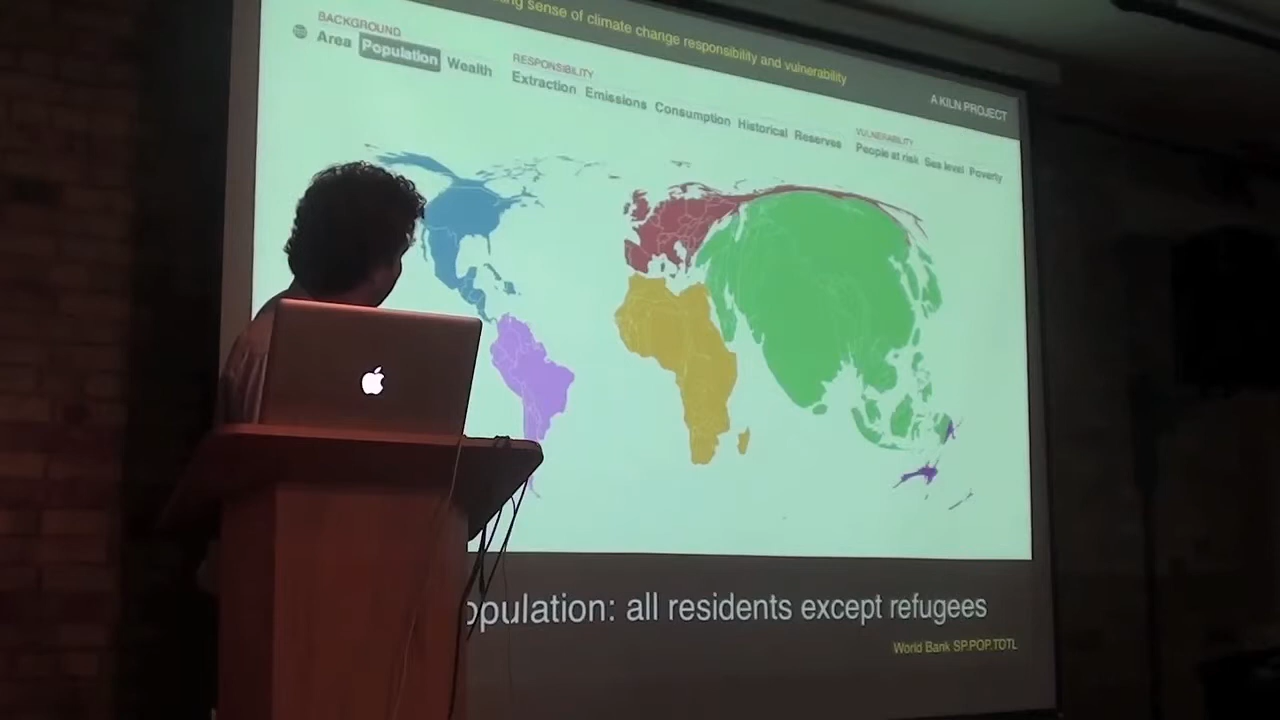 sense of climate change responsibility and vulnerability
A KILN PROJECT
BACKGROUND
Area Population Wealth
RESPONSIBILITY
Extraction Emissions Consumption Historical Reserves
VULNERABILITY
People at risk Sea level Poverty
opulation: all residents except refugees
World Bank SP.POP.TOTL